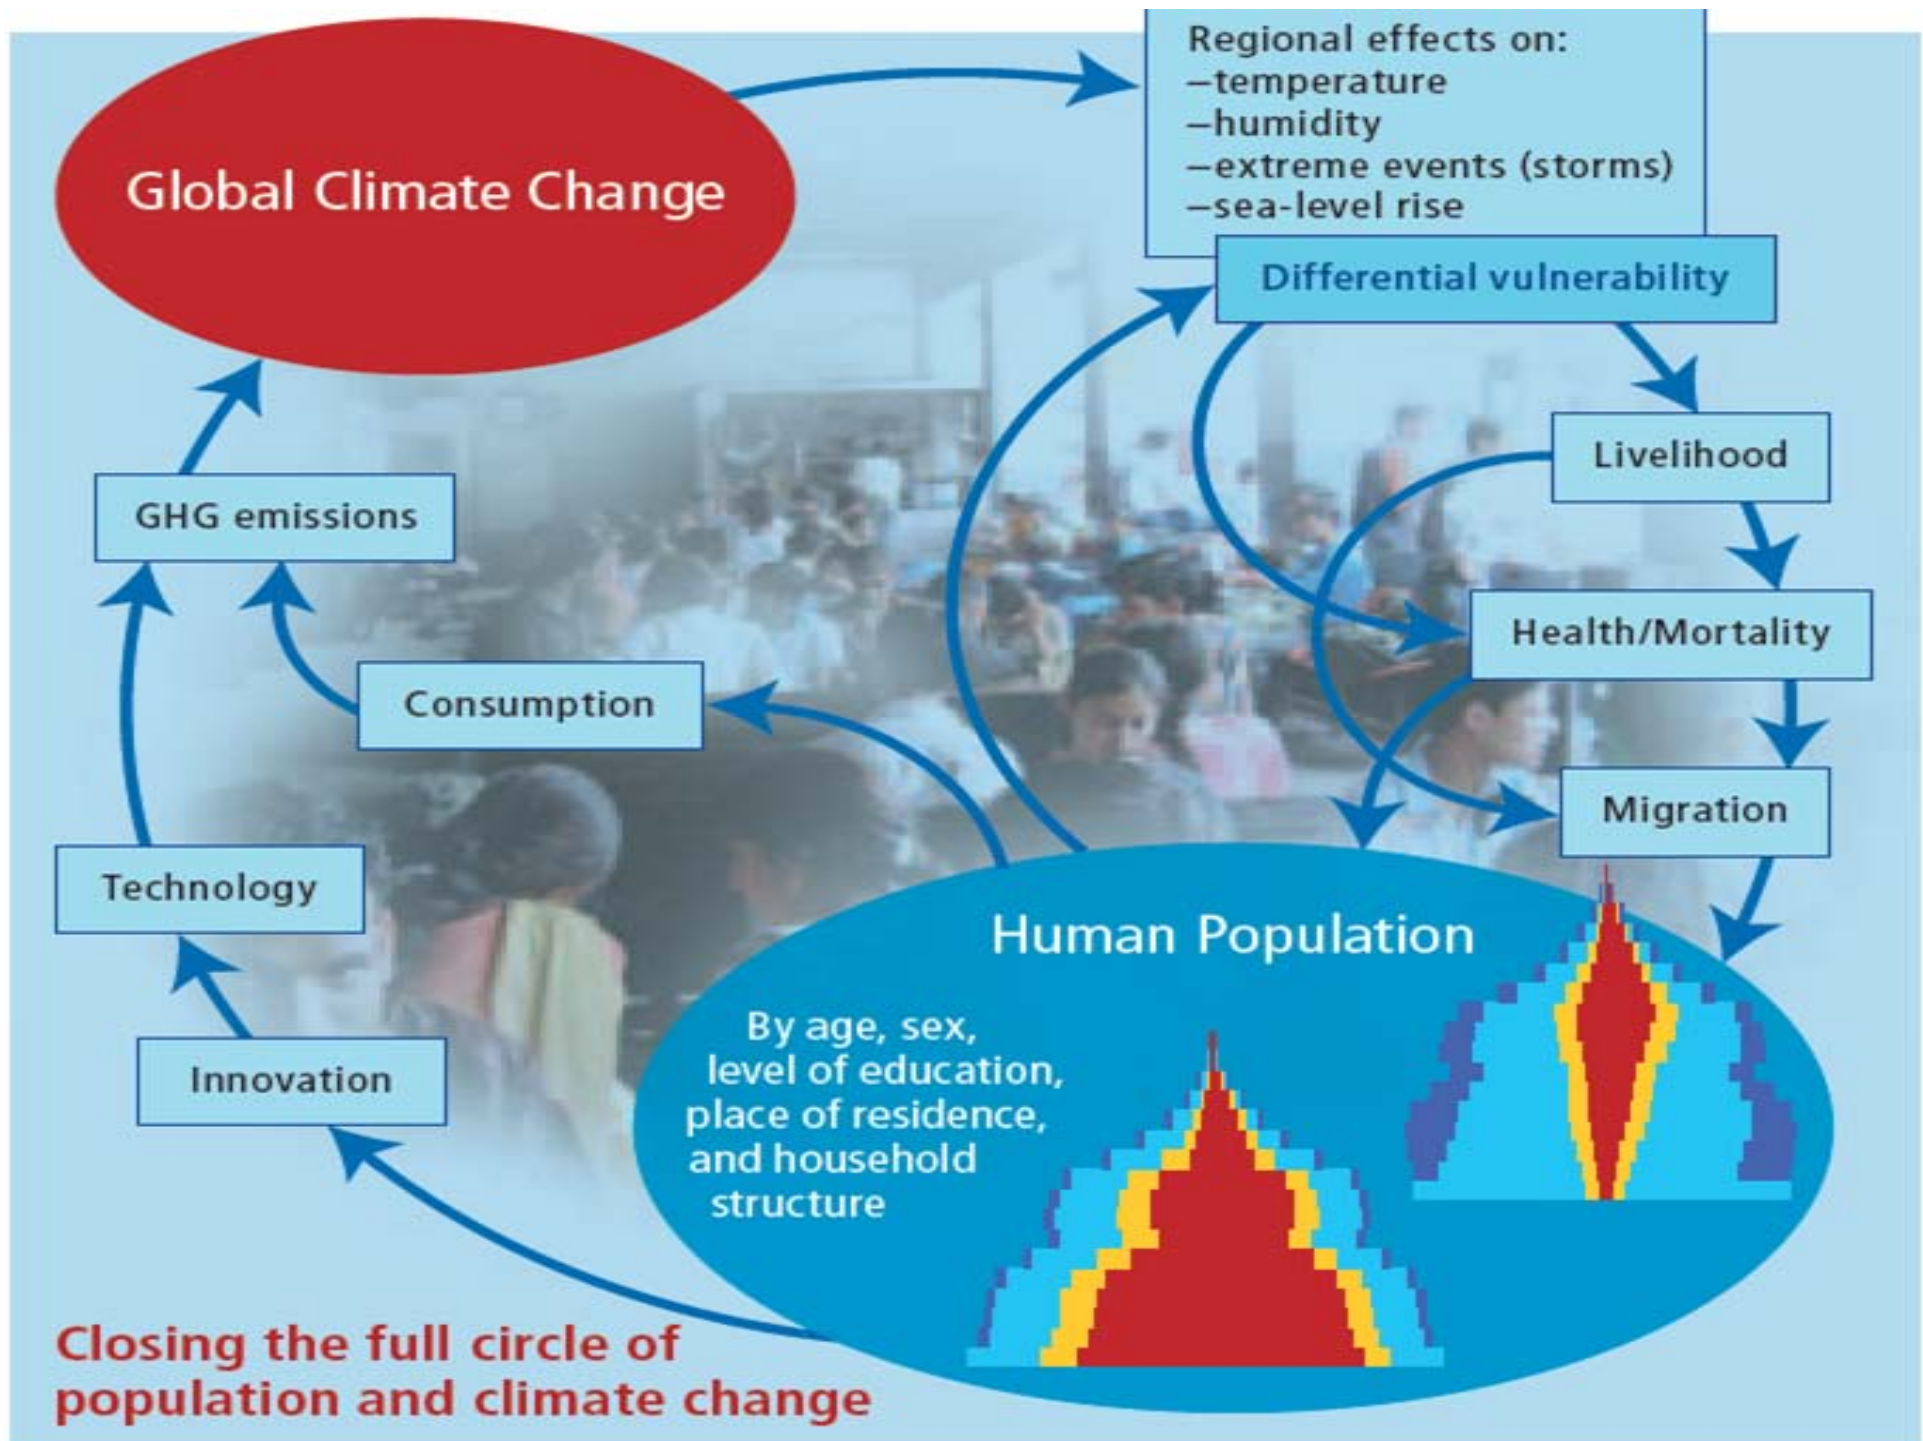 Global Climate Change
Regional effects on:
–temperature
–humidity
–extreme events (storms)
–sea-level rise
Differential vulnerability
Livelihood
GHG emissions
Health/Mortality
Consumption
Migration
Technology
Human Population
By age, sex,
level of education,
place of residence,
and household
structure
Innovation
Closing the full circle of
population and climate change